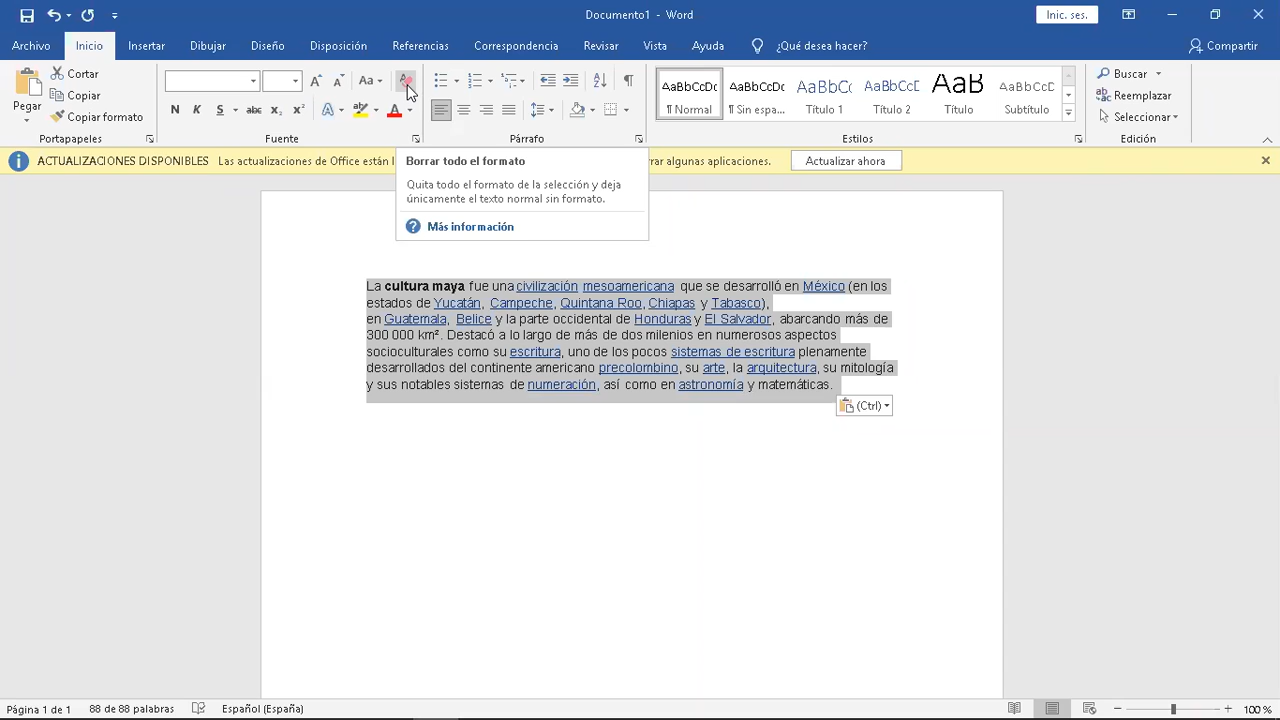 Documento1 - Word
Inic. ses.
Archivo Inicio Insertar Dibujar Diseño Disposición Referencias Correspondencia Revisar Vista Ayuda ¿Qué desea hacer? Compartir
Pegar
Cortar
Copiar
Copiar formato
Portapapeles
Aa
N K S abc x₂ x² A ab A
Fuente
Párrafo
AaBbCcDc AaBbCcDc AaBbC( AaBbCcD AaB AaBbCcD
¶ Normal ¶ Sin espa... Título 1 Título 2 Título Subtítulo
Estilos
Buscar
Reemplazar
Seleccionar
Edición
ACTUALIZACIONES DISPONIBLES Las actualizaciones de Office están l rar algunas aplicaciones. Actualizar ahora
Borrar todo el formato
Quita todo el formato de la selección y deja
únicamente el texto normal sin formato.
Más información
La cultura maya fue una civilización mesoamericana que se desarrolló en México (en los
estados de Yucatán, Campeche, Quintana Roo, Chiapas y Tabasco),
en Guatemala, Belice y la parte occidental de Honduras y El Salvador, abarcando más de
300 000 km². Destacó a lo largo de más de dos milenios en numerosos aspectos
socioculturales como su escritura, uno de los pocos sistemas de escritura plenamente
desarrollados del continente americano precolombino, su arte, la arquitectura, su mitología
y sus notables sistemas de numeración, así como en astronomía y matemáticas.
(Ctrl)
Página 1 de 1 88 de 88 palabras Español (España) 100 %